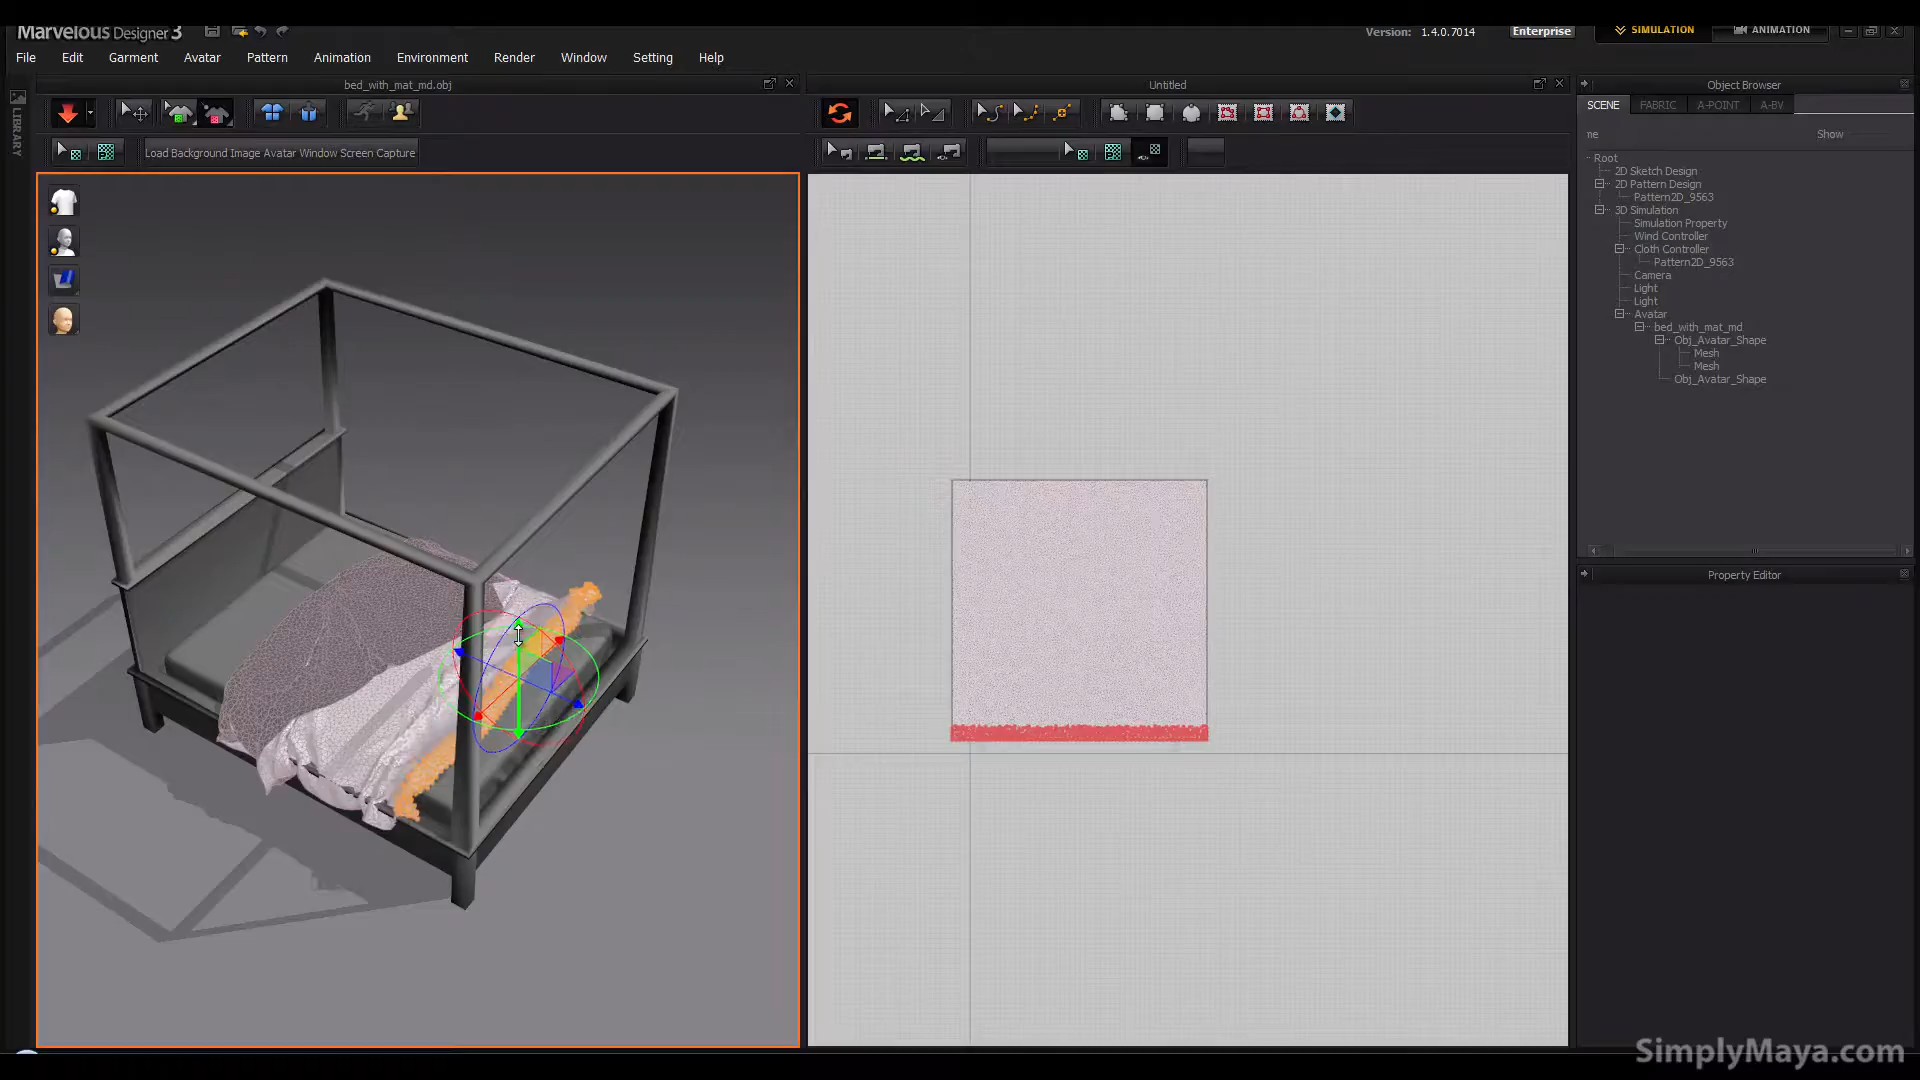 Marvelous Designer 3
Version: 1.4.0.7014
Enterprise
SIMULATION
ANIMATION
File Edit Garment Avatar Pattern Animation Environment Render Window Setting Help
bed_with_mat_md.obj
Untitled
Object Browser
LIBRARY
SCENE FABRIC A-POINT A-BV
Load Background Image Avatar Window Screen Capture
me Show
Root
2D Sketch Design
2D Pattern Design
Pattern2D_9563
3D Simulation
Simulation Property
Wind Controller
Cloth Controller
Pattern2D_9563
Camera
Light
Light
Avatar
bed_with_mat_md
Obj_Avatar_Shape
Mesh
Mesh
Obj_Avatar_Shape
Property Editor
SimplyMaya.com